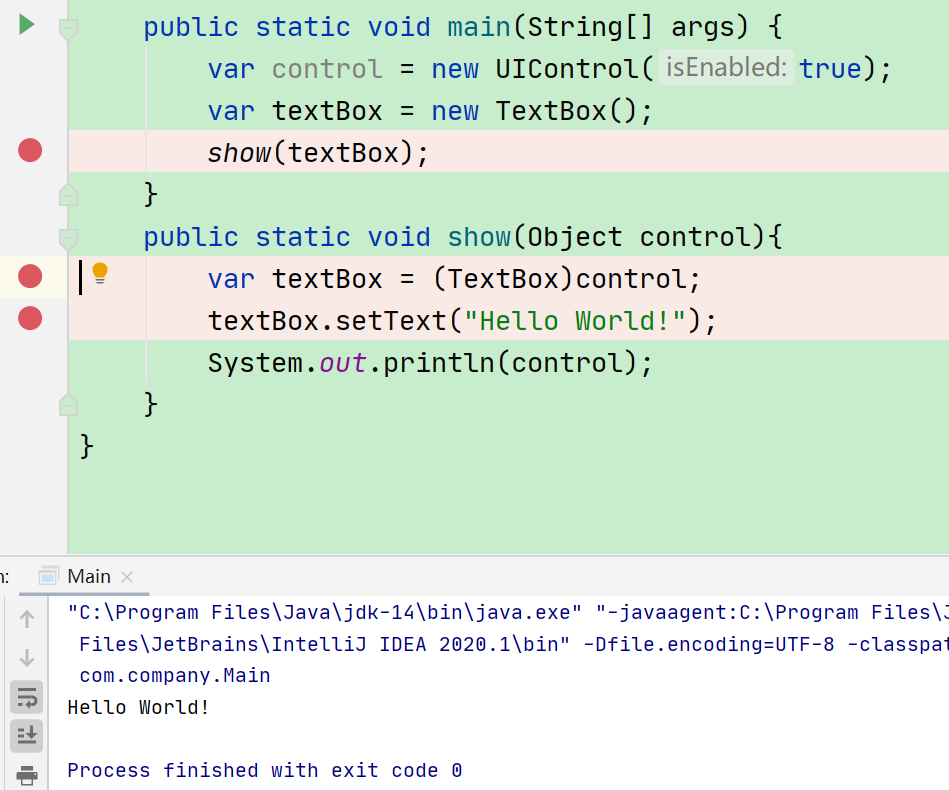 public static void main(String[] args) {
var control = new UIControl( isEnabled: true);
var textBox = new TextBox();
show(textBox);
}
public static void show(Object control){
var textBox = (TextBox)control;
textBox.setText("Hello World!");
System.out.println(control);
}
}
Main
"C:\Program Files\Java\jdk-14\bin\java.exe" "-javaagent:C:\Program Files\
Files\JetBrains\IntelliJ IDEA 2020.1\bin" -Dfile.encoding=UTF-8 -classpat
com.company.Main
Hello World!
Process finished with exit code 0